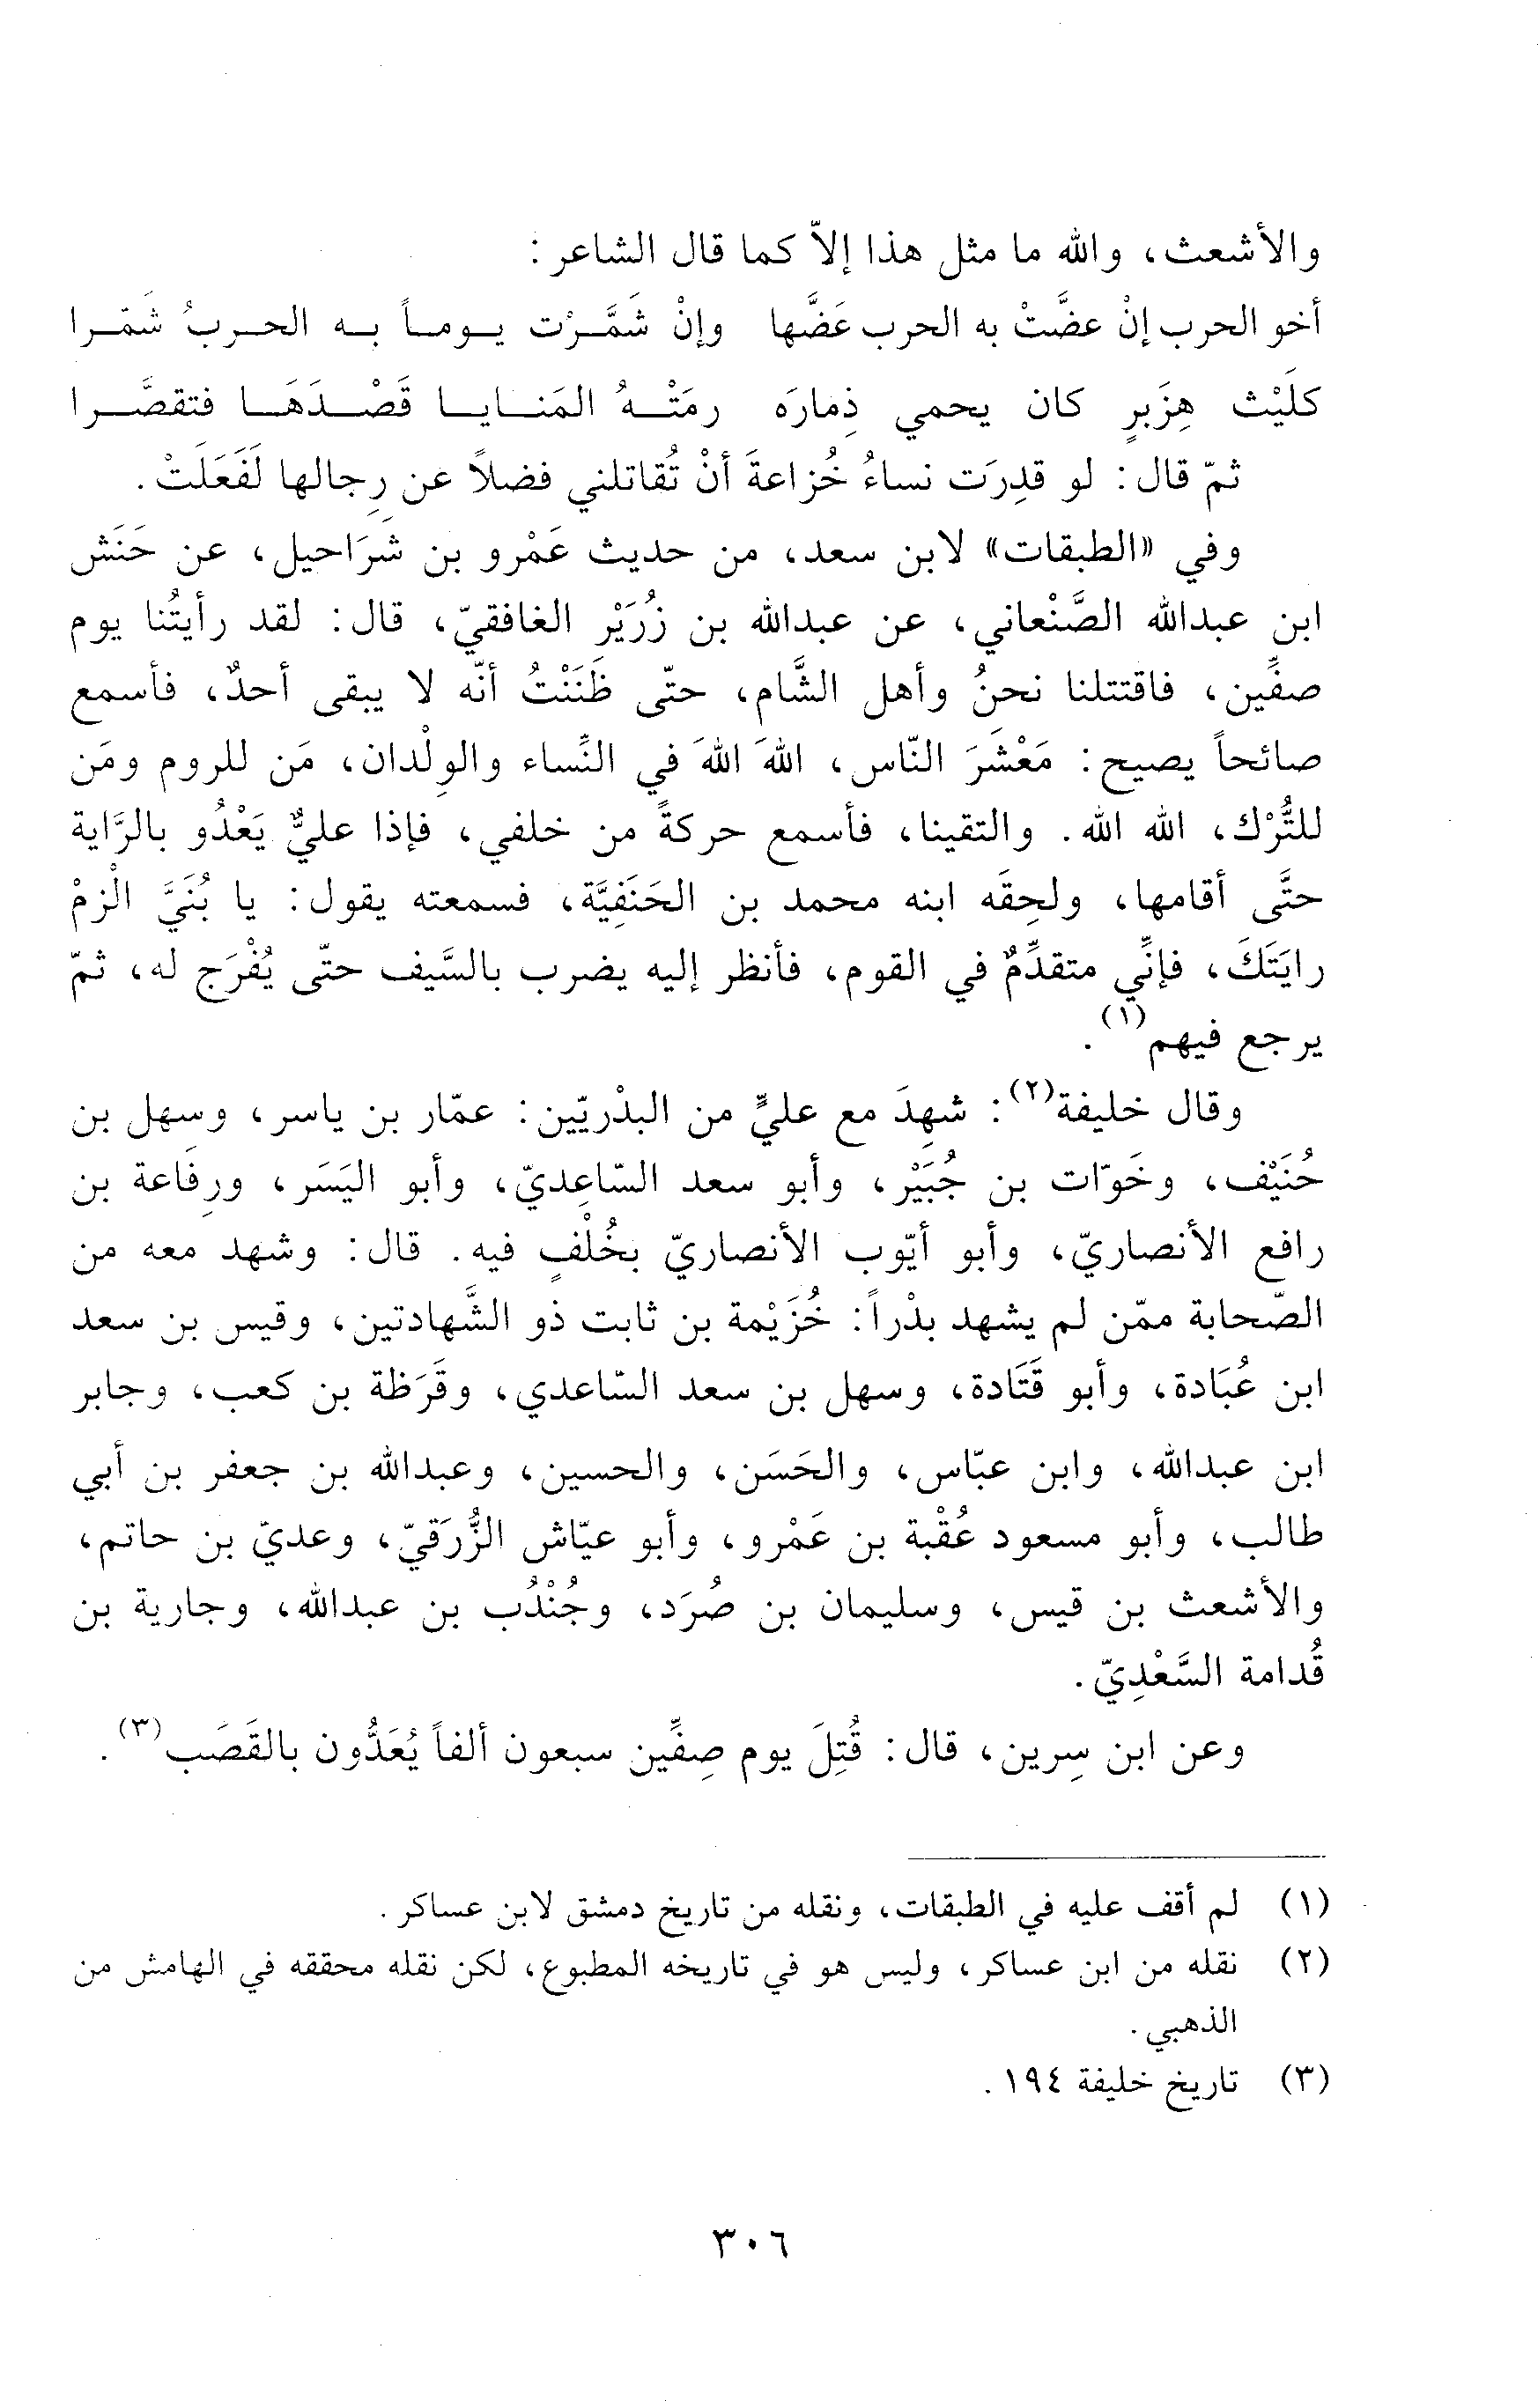 والأشعث، والله ما مثل هذا إلاّ كما قال الشاعر:
أخو الحرب إنْ عضَّتْ به الحرب عَضَّها وإنْ شَمَّـرْت يـومـاً بـه الحـربُ شَمّـرا
كلَيْث هِزَبرٍ كان يحمي ذِمارَه رمَتْـهُ المَنـايـا قَصْـدَهَـا فتقصَّـرا
ثمّ قال: لو قدِرَت نساءُ خُزاعةَ أنْ تُقاتلني فضلاً عن رِجالها لَفَعَلَتْ.
وفي «الطبقات» لابن سعد، من حديث عَمْرو بن شَرَاحيل، عن حَنَش
ابن عبدالله الصَّنْعاني، عن عبدالله بن زُرَيْر الغافقيّ، قال: لقد رأيتُنا يوم
صفِّين، فاقتتلنا نحنُ وأهل الشَّام، حتّى ظَنَنْتُ أنّه لا يبقى أحدٌ، فأسمع
صائحاً يصيح: مَعْشَرَ النّاس، اللهَ اللهَ في النِّساء والوِلْدان، مَن للروم ومَن
للتُّرْك، الله الله. والتقينا، فأسمع حركةً من خلفي، فإذا عليٌّ يَعْدُو بالرَّاية
حتَّى أقامها، ولحِقَه ابنه محمد بن الحَنَفِيَّة، فسمعته يقول: يا بُنَيَّ الْزمْ
رايَتَكَ، فإنِّي متقدِّمٌ في القوم، فأنظر إليه يضرب بالسَّيف حتّى يُفْرَج له، ثمّ
يرجع فيهم(١).
وقال خليفة(٢): شهِدَ مع عليٍّ من البدْريّين: عمّار بن ياسر، وسهل بن
حُنَيْف، وخَوّات بن جُبَيْر، وأبو سعد السّاعِديّ، وأبو اليَسَر، ورِفَاعة بن
رافع الأنصاريّ، وأبو أيّوب الأنصاريّ بخُلْفٍ فيه. قال: وشهد معه من
الصّحابة ممّن لم يشهد بدْراً: خُزَيْمة بن ثابت ذو الشَّهادتين، وقيس بن سعد
ابن عُبَادة، وأبو قَتَادة، وسهل بن سعد السّاعدي، وقَرَظة بن كعب، وجابر
ابن عبدالله، وابن عبّاس، والحَسَن، والحسين، وعبدالله بن جعفر بن أبي
طالب، وأبو مسعود عُقْبة بن عَمْرو، وأبو عيّاش الزُّرَقيّ، وعديّ بن حاتم،
والأشعث بن قيس، وسليمان بن صُرَد، وجُنْدُب بن عبدالله، وجارية بن
قُدامة السَّعْدِيّ.
وعن ابن سِرين، قال: قُتِلَ يوم صِفِّين سبعون ألفاً يُعَدُّون بالقَصَب(٣).
(١) لم أقف عليه في الطبقات، ونقله من تاريخ دمشق لابن عساكر.
(٢) نقله من ابن عساكر، وليس هو في تاريخه المطبوع، لكن نقله محققه في الهامش من
الذهبي.
(٣) تاريخ خليفة ١٩٤.
٣٠٦